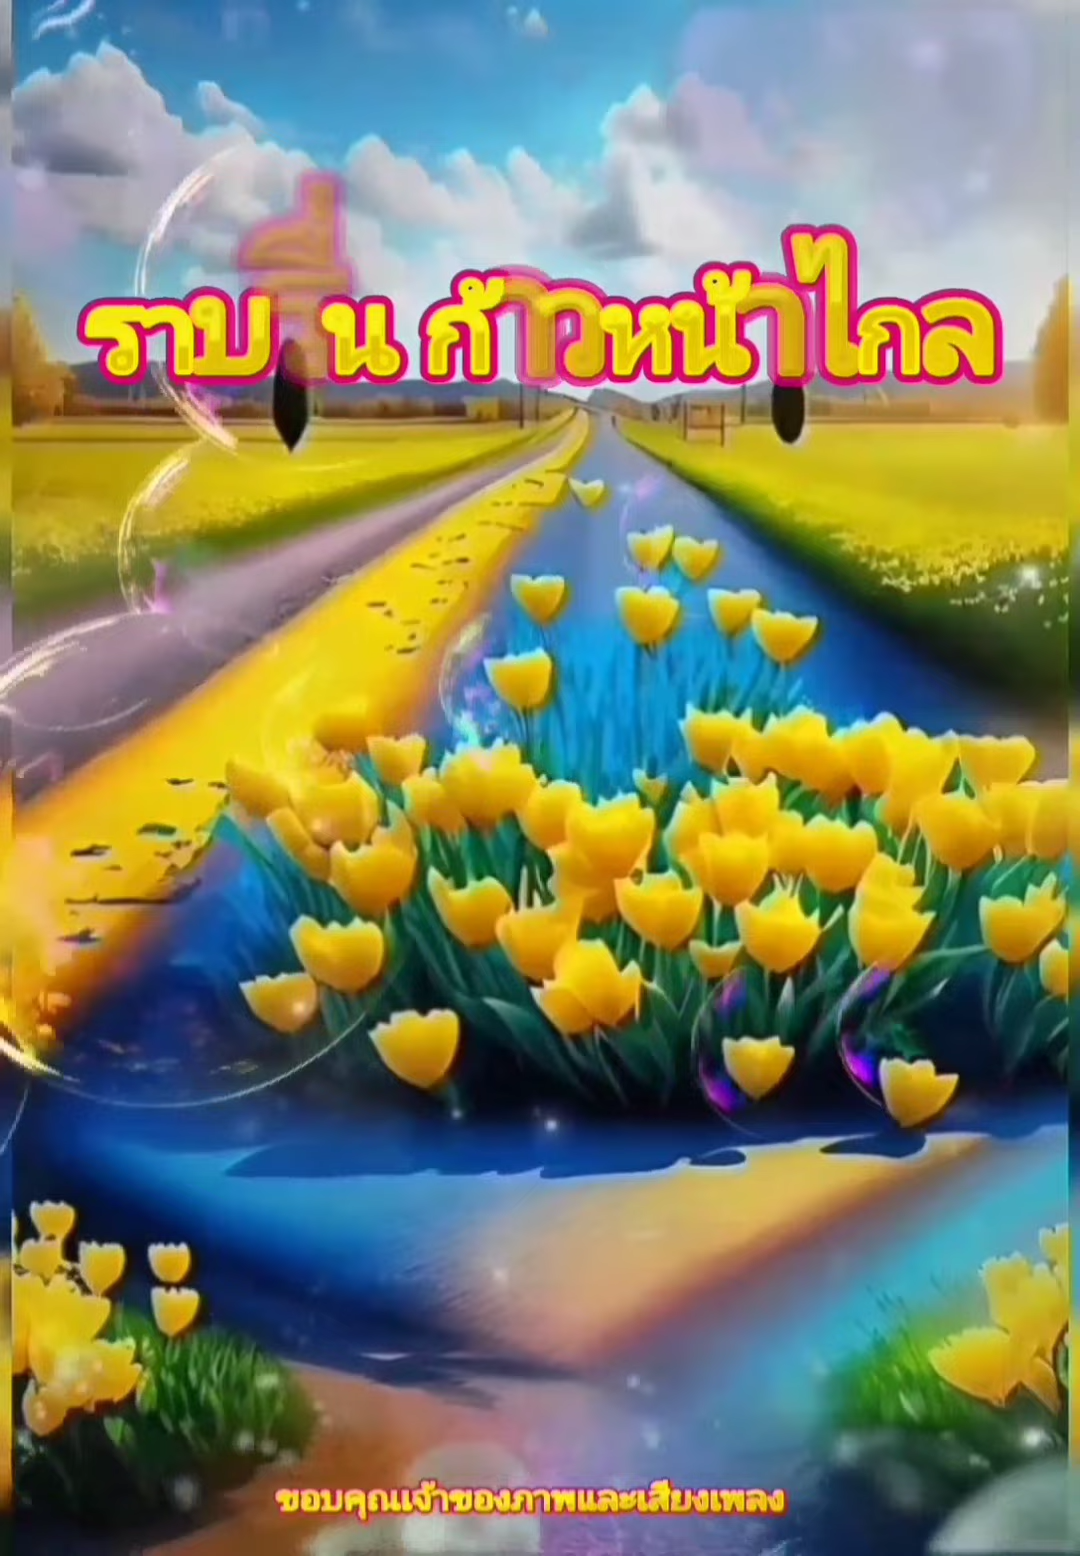 ราบรื่น ก้าวหน้าไกล
ขอบคุณเจ้าของภาพและเสียงเพลง